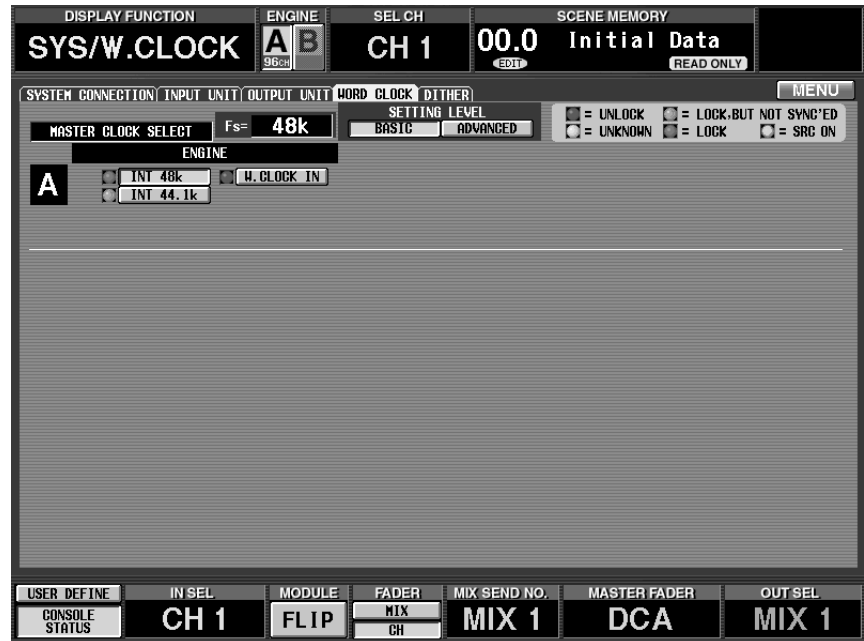 DISPLAY FUNCTION ENGINE SEL CH SCENE MEMORY
SYS/W.CLOCK A B CH 1 00.0 Initial Data
96CH EDIT READ ONLY
SYSTEM CONNECTION INPUT UNIT OUTPUT UNIT WORD CLOCK DITHER MENU
MASTER CLOCK SELECT Fs= 48k
SETTING LEVEL
BASIC ADVANCED
= UNLOCK = LOCK,BUT NOT SYNC'ED
= UNKNOWN = LOCK = SRC ON
ENGINE
A INT 48k W.CLOCK IN
INT 44.1k
USER DEFINE IN SEL MODULE FADER MIX SEND NO. MASTER FADER OUT SEL
CONSOLE STATUS CH 1 FLIP MIX CH MIX 1 DCA MIX 1